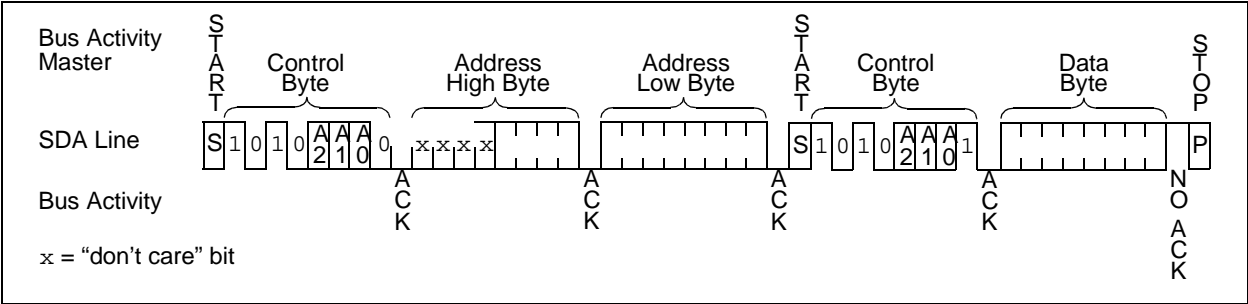 Bus Activity
Master
START
Control
Byte
Address
High Byte
Address
Low Byte
START
Control
Byte
Data
Byte
STOP
SDA Line
S 1 0 1 0 A2 A1 A0 0 x x x x S 1 0 1 0 A2 A1 A0 1 P
Bus Activity
ACK
ACK
ACK
ACK
NO ACK
x = “don’t care” bit